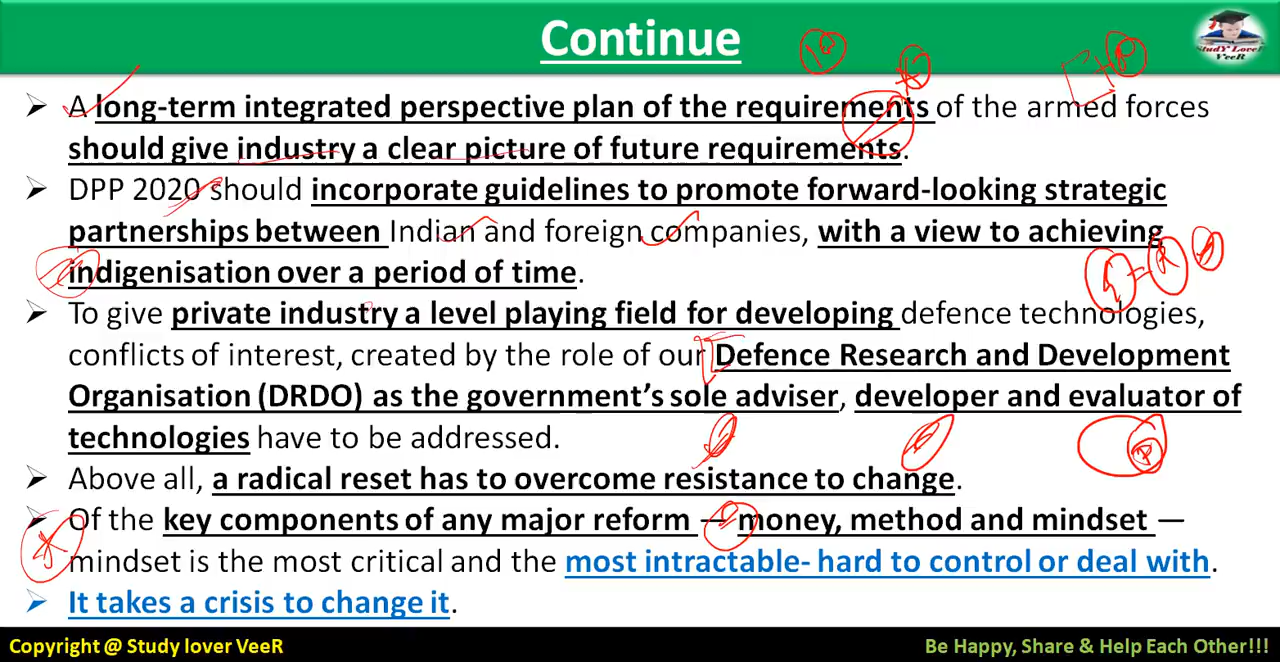 Continue
StudY LoveR
VeeR
➢ A long-term integrated perspective plan of the requirements of the armed forces
should give industry a clear picture of future requirements.
➢ DPP 2020 should incorporate guidelines to promote forward-looking strategic
partnerships between Indian and foreign companies, with a view to achieving
indigenisation over a period of time.
➢ To give private industry a level playing field for developing defence technologies,
conflicts of interest, created by the role of our Defence Research and Development
Organisation (DRDO) as the government’s sole adviser, developer and evaluator of
technologies have to be addressed.
➢ Above all, a radical reset has to overcome resistance to change.
➢ Of the key components of any major reform — money, method and mindset —
mindset is the most critical and the most intractable- hard to control or deal with.
➢ It takes a crisis to change it.
Copyright @ Study lover VeeR
Be Happy, Share & Help Each Other!!!